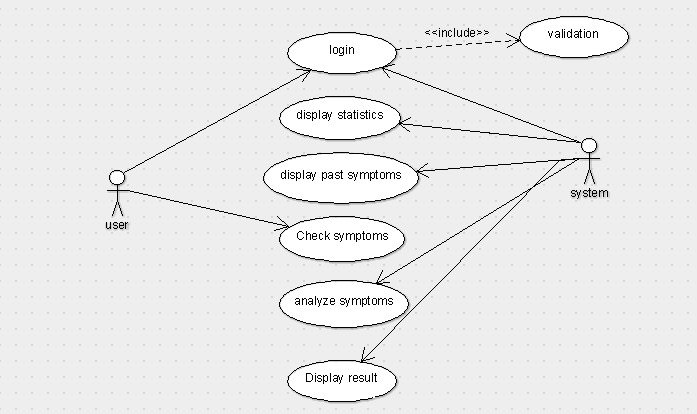 login
<<include>>
validation
display statistics
display past symptoms
user
system
Check symptoms
analyze symptoms
Display result